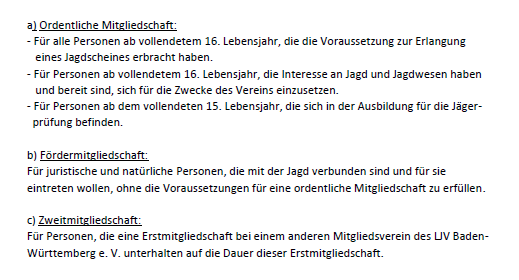 a) Ordentliche Mitgliedschaft:
- Für alle Personen ab vollendetem 16. Lebensjahr, die die Voraussetzung zur Erlangung
eines Jagdscheines erbracht haben.
- Für Personen ab vollendetem 16. Lebensjahr, die Interesse an Jagd und Jagdwesen haben
und bereit sind, sich für die Zwecke des Vereins einzusetzen.
- Für Personen ab dem vollendeten 15. Lebensjahr, die sich in der Ausbildung für die Jäger-
prüfung befinden.
b) Fördermitgliedschaft:
Für juristische und natürliche Personen, die mit der Jagd verbunden sind und für sie
eintreten wollen, ohne die Voraussetzungen für eine ordentliche Mitgliedschaft zu erfüllen.
c) Zweitmitgliedschaft:
Für Personen, die eine Erstmitgliedschaft bei einem anderen Mitgliedsverein des LJV Baden-
Württemberg e. V. unterhalten auf die Dauer dieser Erstmitgliedschaft.